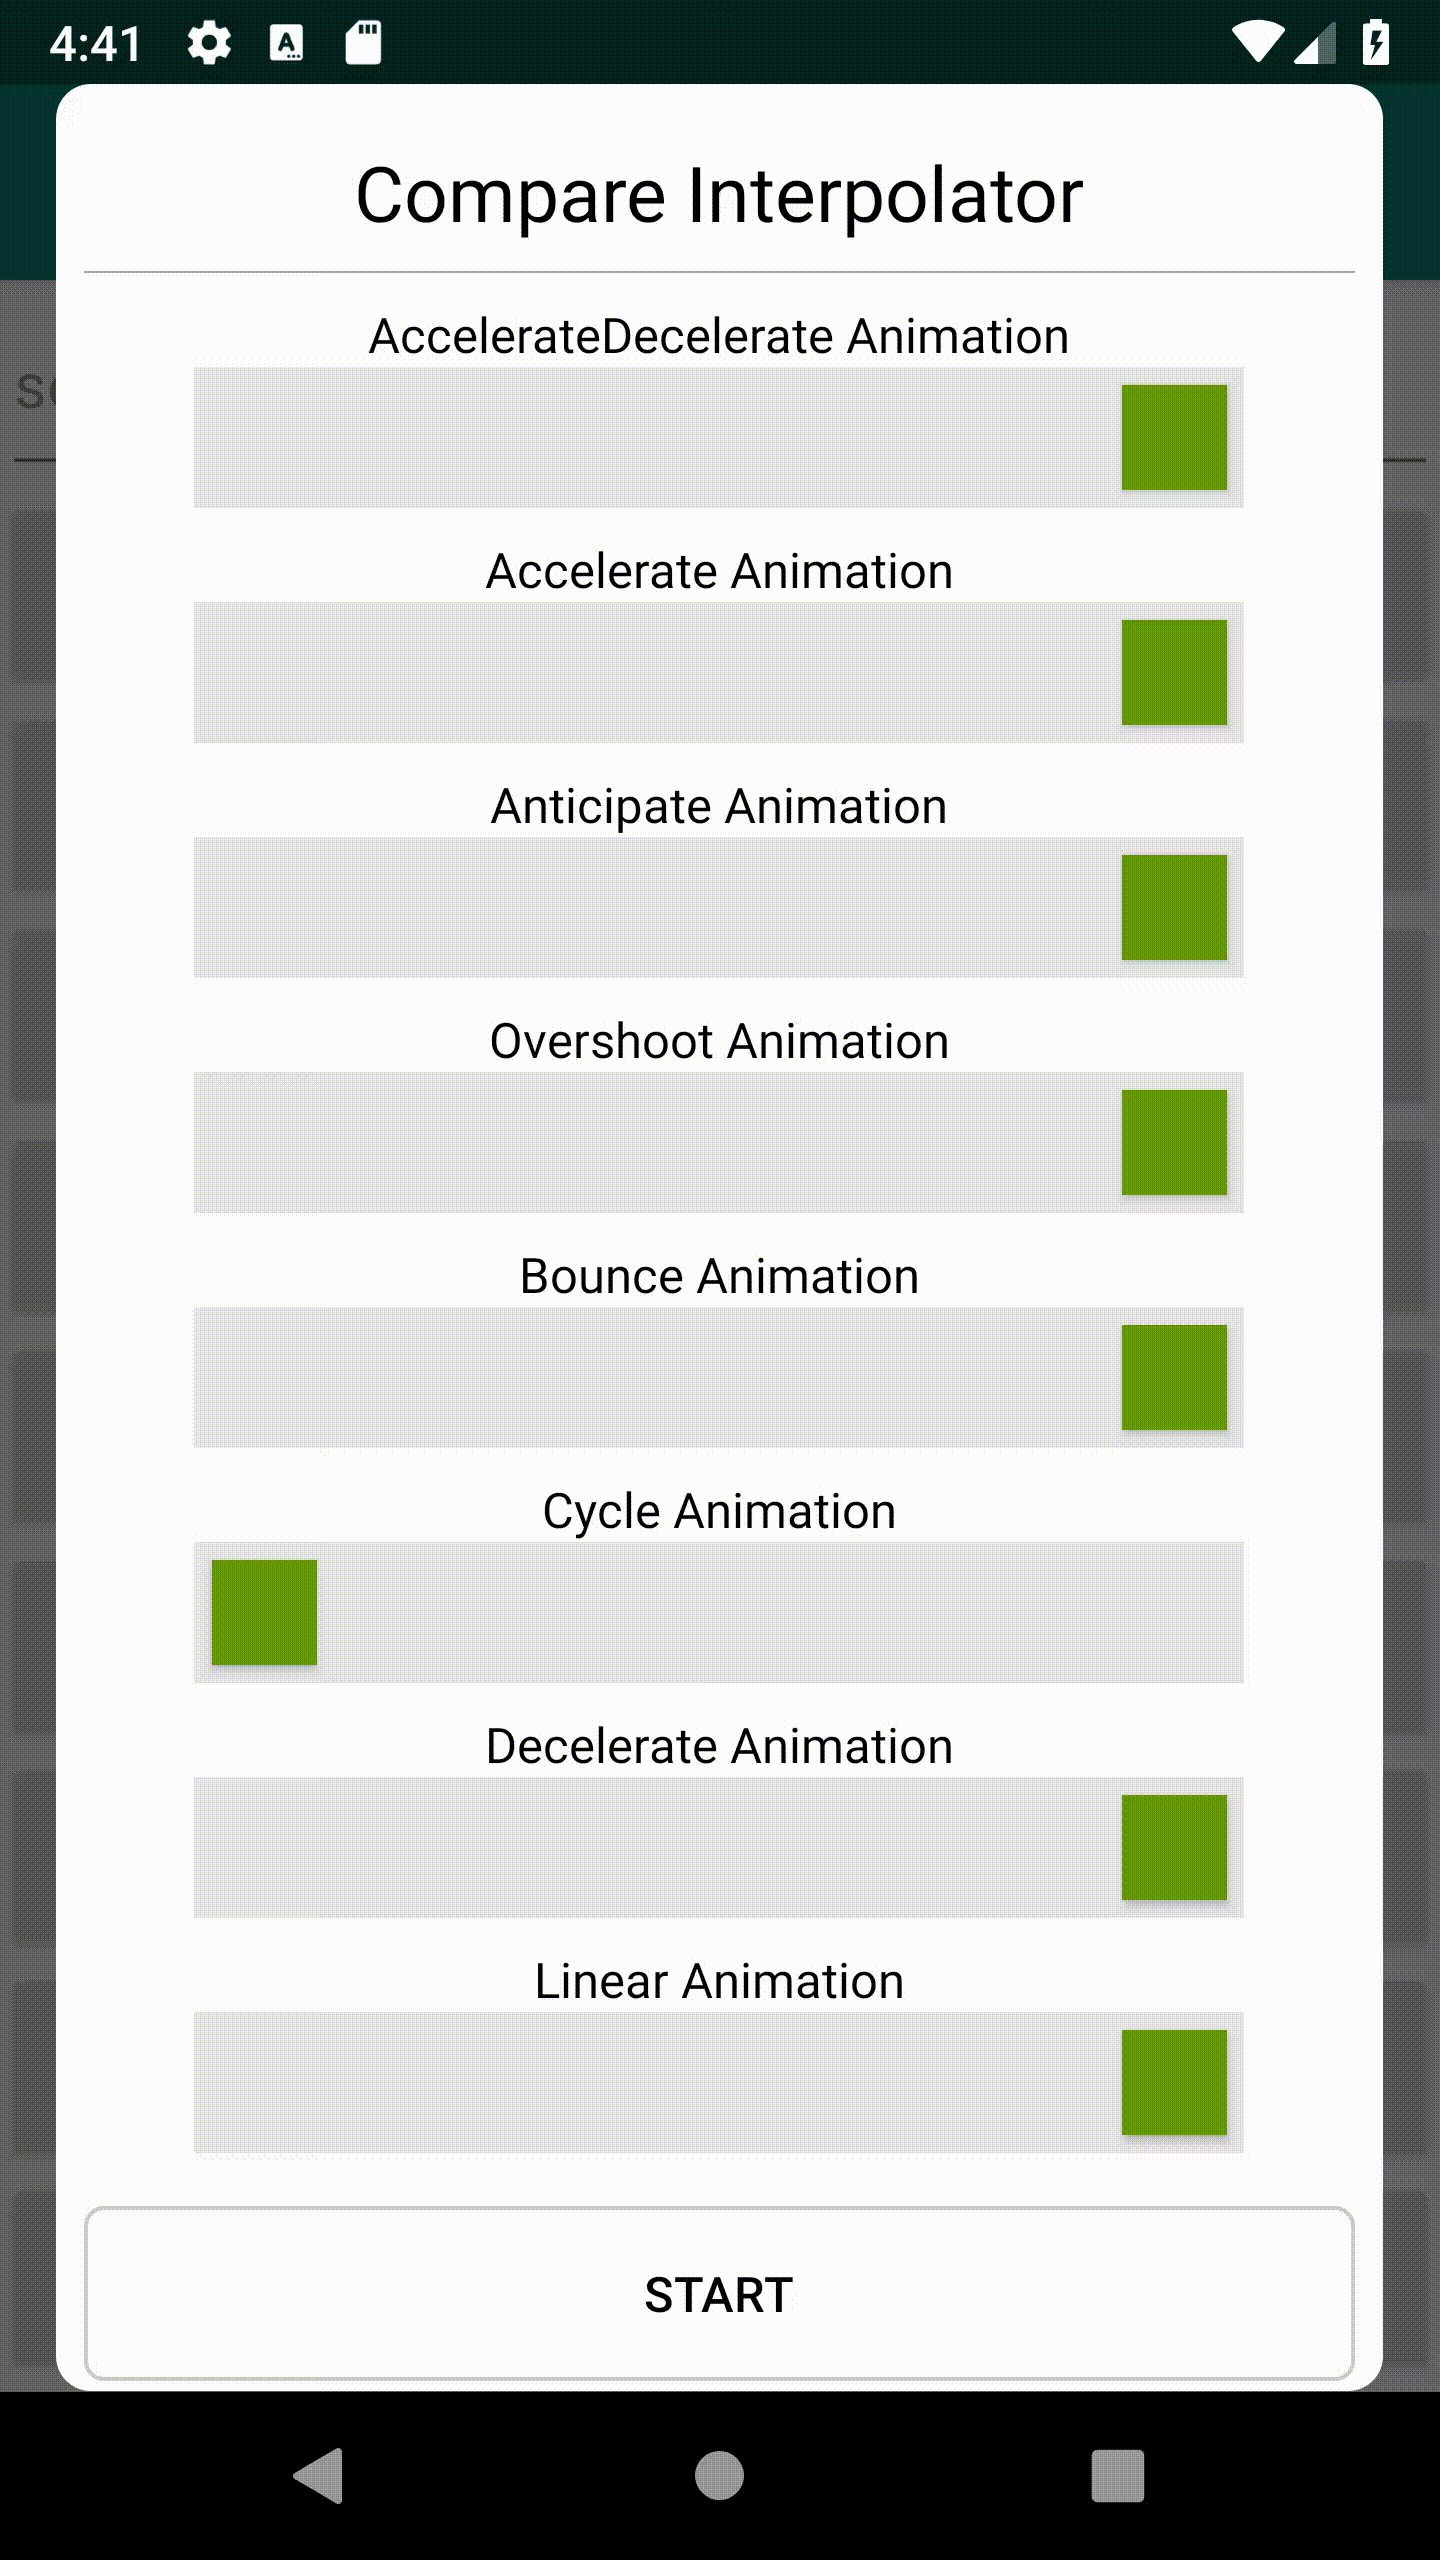 4:41
Compare Interpolator
AccelerateDecelerate Animation
Accelerate Animation
Anticipate Animation
Overshoot Animation
Bounce Animation
Cycle Animation
Decelerate Animation
Linear Animation
START